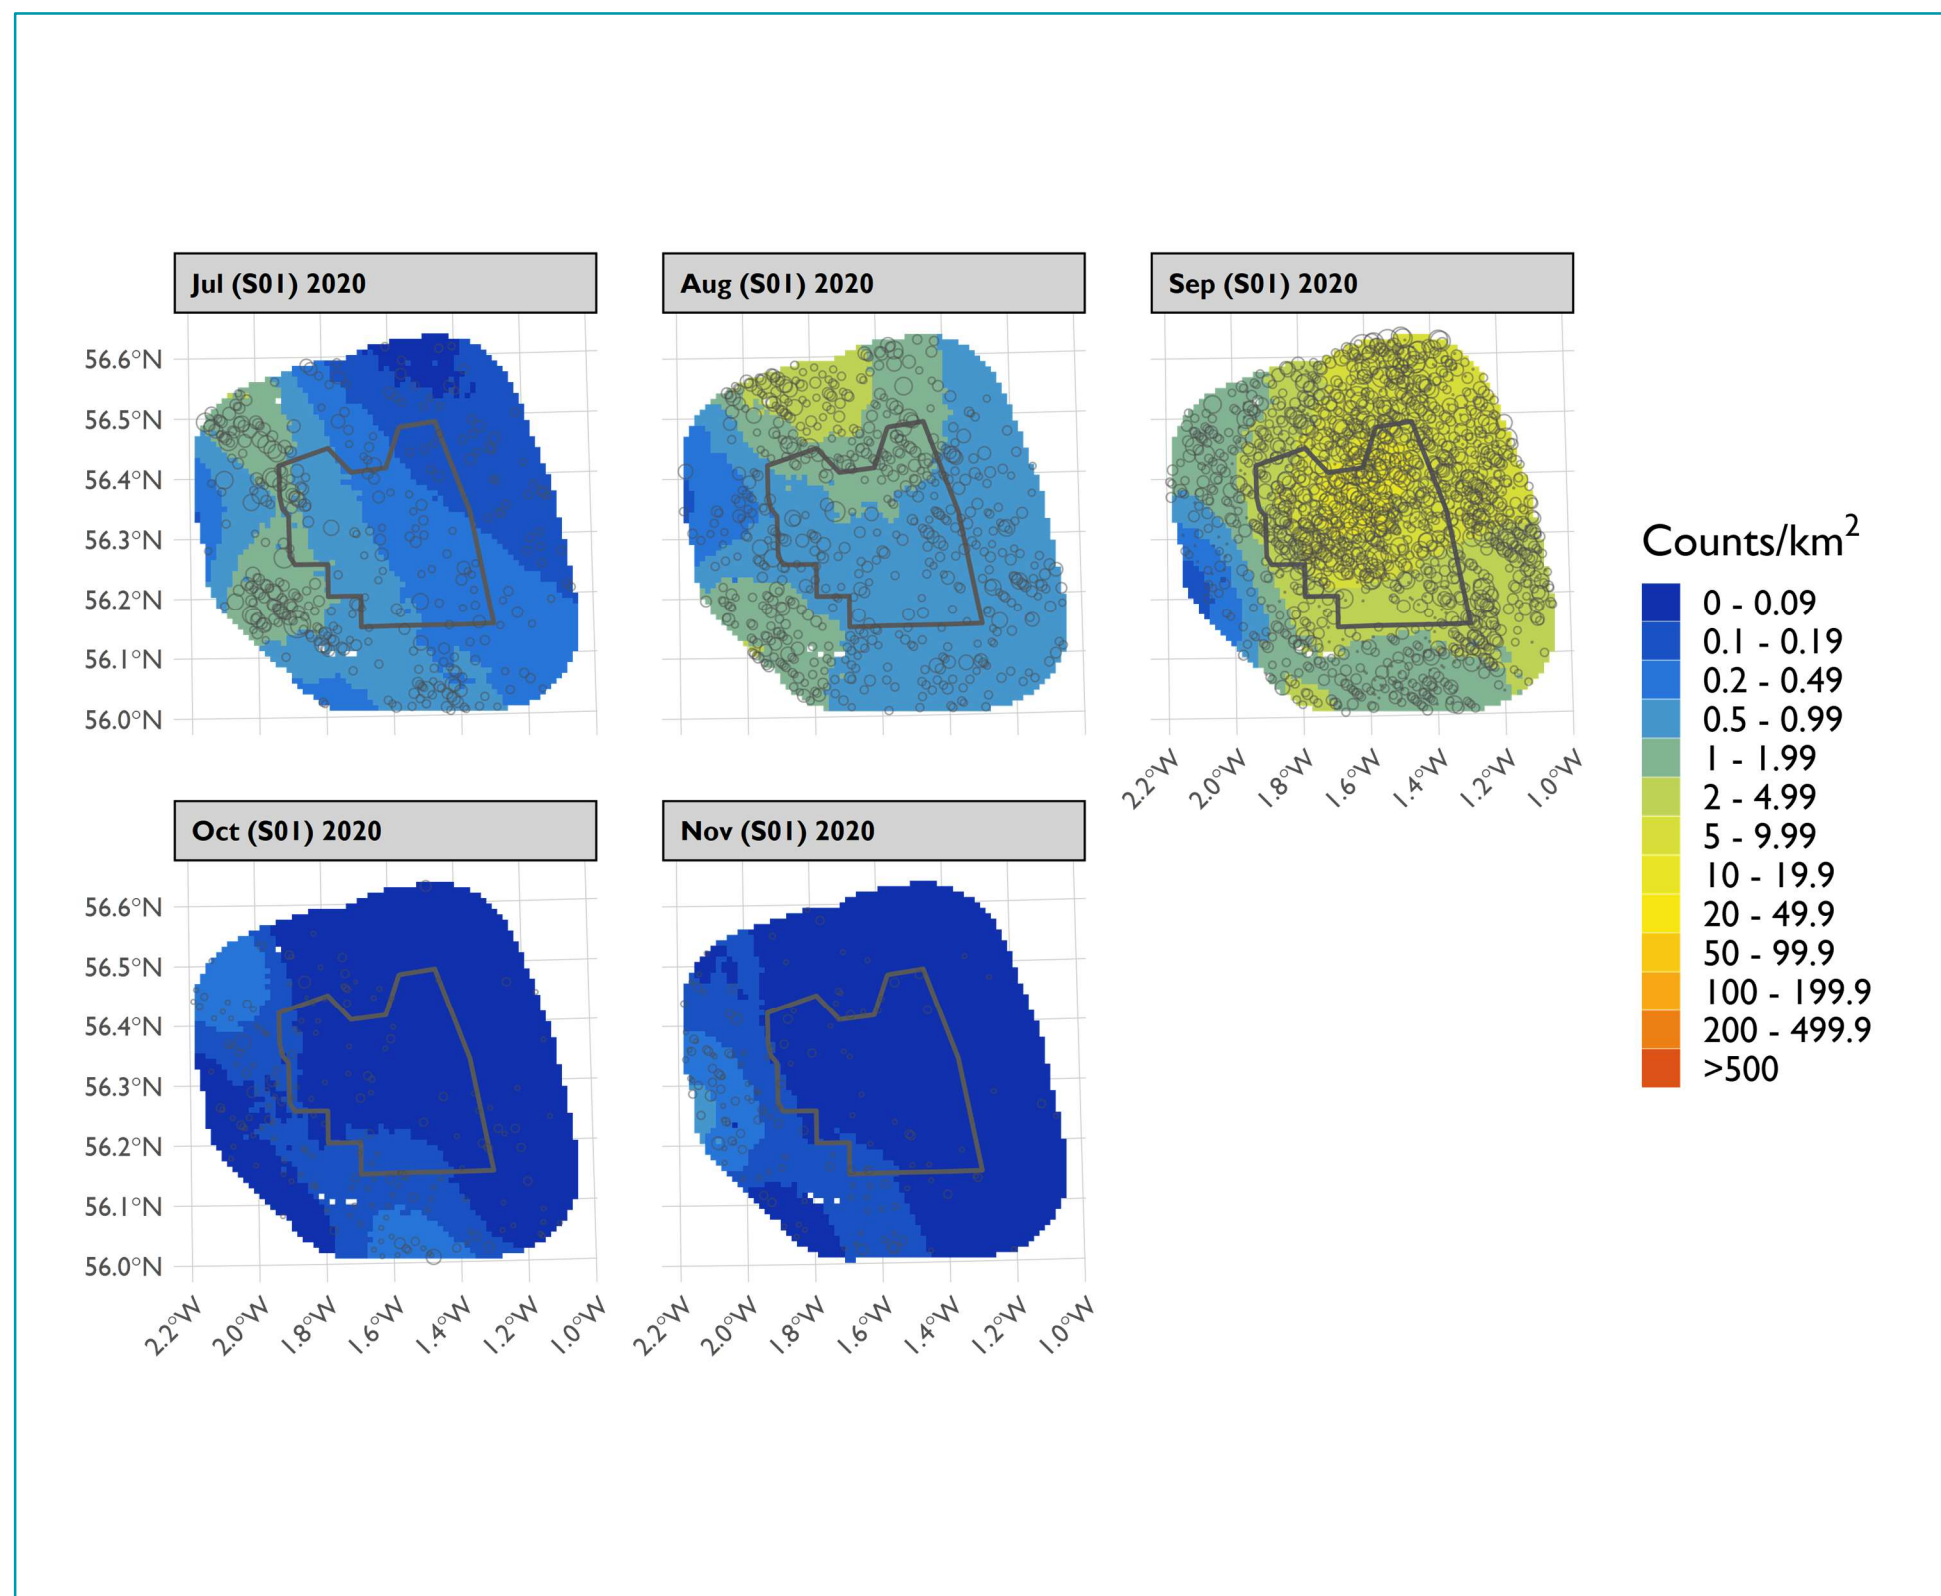 Jul (S01) 2020
Aug (S01) 2020
Sep (S01) 2020
56.6°N
56.5°N
56.4°N
56.3°N
56.2°N
56.1°N
56.0°N
2.2°W
2.0°W
1.8°W
1.6°W
1.4°W
1.2°W
1.0°W
Oct (S01) 2020
Nov (S01) 2020
56.6°N
56.5°N
56.4°N
56.3°N
56.2°N
56.1°N
56.0°N
2.2°W
2.0°W
1.8°W
1.6°W
1.4°W
1.2°W
1.0°W
2.2°W
2.0°W
1.8°W
1.6°W
1.4°W
1.2°W
1.0°W
Counts/km²
0 - 0.09
0.1 - 0.19
0.2 - 0.49
0.5 - 0.99
1 - 1.99
2 - 4.99
5 - 9.99
10 - 19.9
20 - 49.9
50 - 99.9
100 - 199.9
200 - 499.9
>500